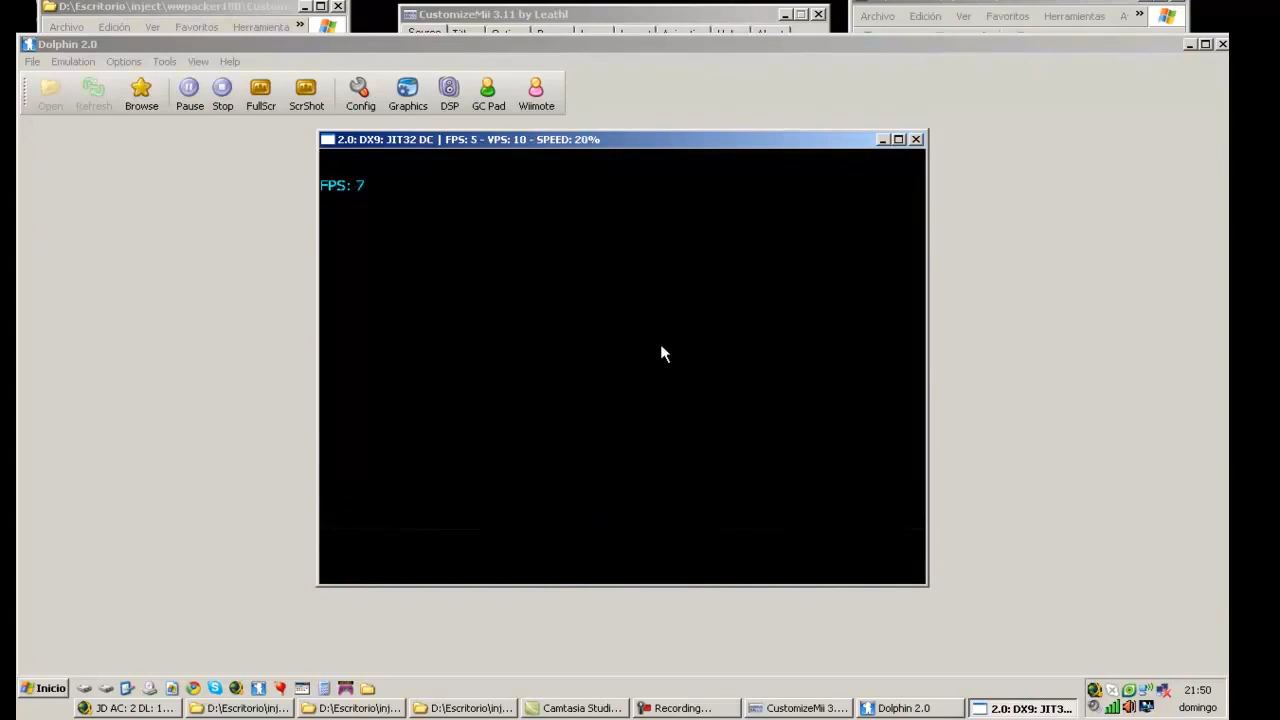 D:\Escritorio\inject\wwpacker100\Custom
CustomizeMii 3.11 by Leathl
Archivo Edición Ver Favoritos Herramienta »
Archivo Edición Ver Favoritos Herramientas »
Dolphin 2.0
File Emulation Options Tools View Help
Open Refresh Browse Pause Stop FullScr ScrShot Config Graphics DSP GC Pad Wiimote
2.0: DX9: JIT32 DC | FPS: 5 - VPS: 10 - SPEED: 20%
FPS: 7
Inicio
21:50
JD AC: 2 DL: 1... D:\Escritorio\inj... D:\Escritorio\inj... D:\Escritorio\inj... Camtasia Studi... Recording... CustomizeMii 3.... Dolphin 2.0 2.0: DX9: JIT3...
domingo